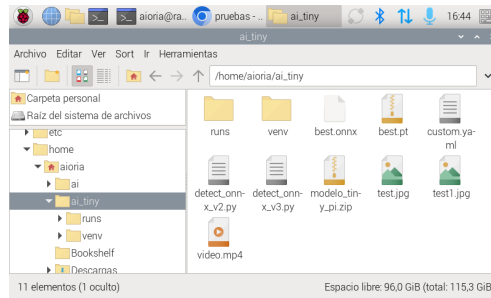 aioria@ra..
pruebas - ..
ai_tiny
16:44
ai_tiny
Archivo Editar Ver Sort Ir Herramientas
/home/aioria/ai_tiny
Carpeta personal
Raíz del sistema de archivos
etc
home
aioria
ai
ai_tiny
runs
venv
Bookshelf
Descargas
runs venv best.onnx best.pt custom.ya-
ml
detect_onn- detect_onn- modelo_tin- test.jpg test1.jpg
x_v2.py x_v3.py y_pi.zip
video.mp4
11 elementos (1 oculto) Espacio libre: 96,0 GiB (total: 115,3 GiB